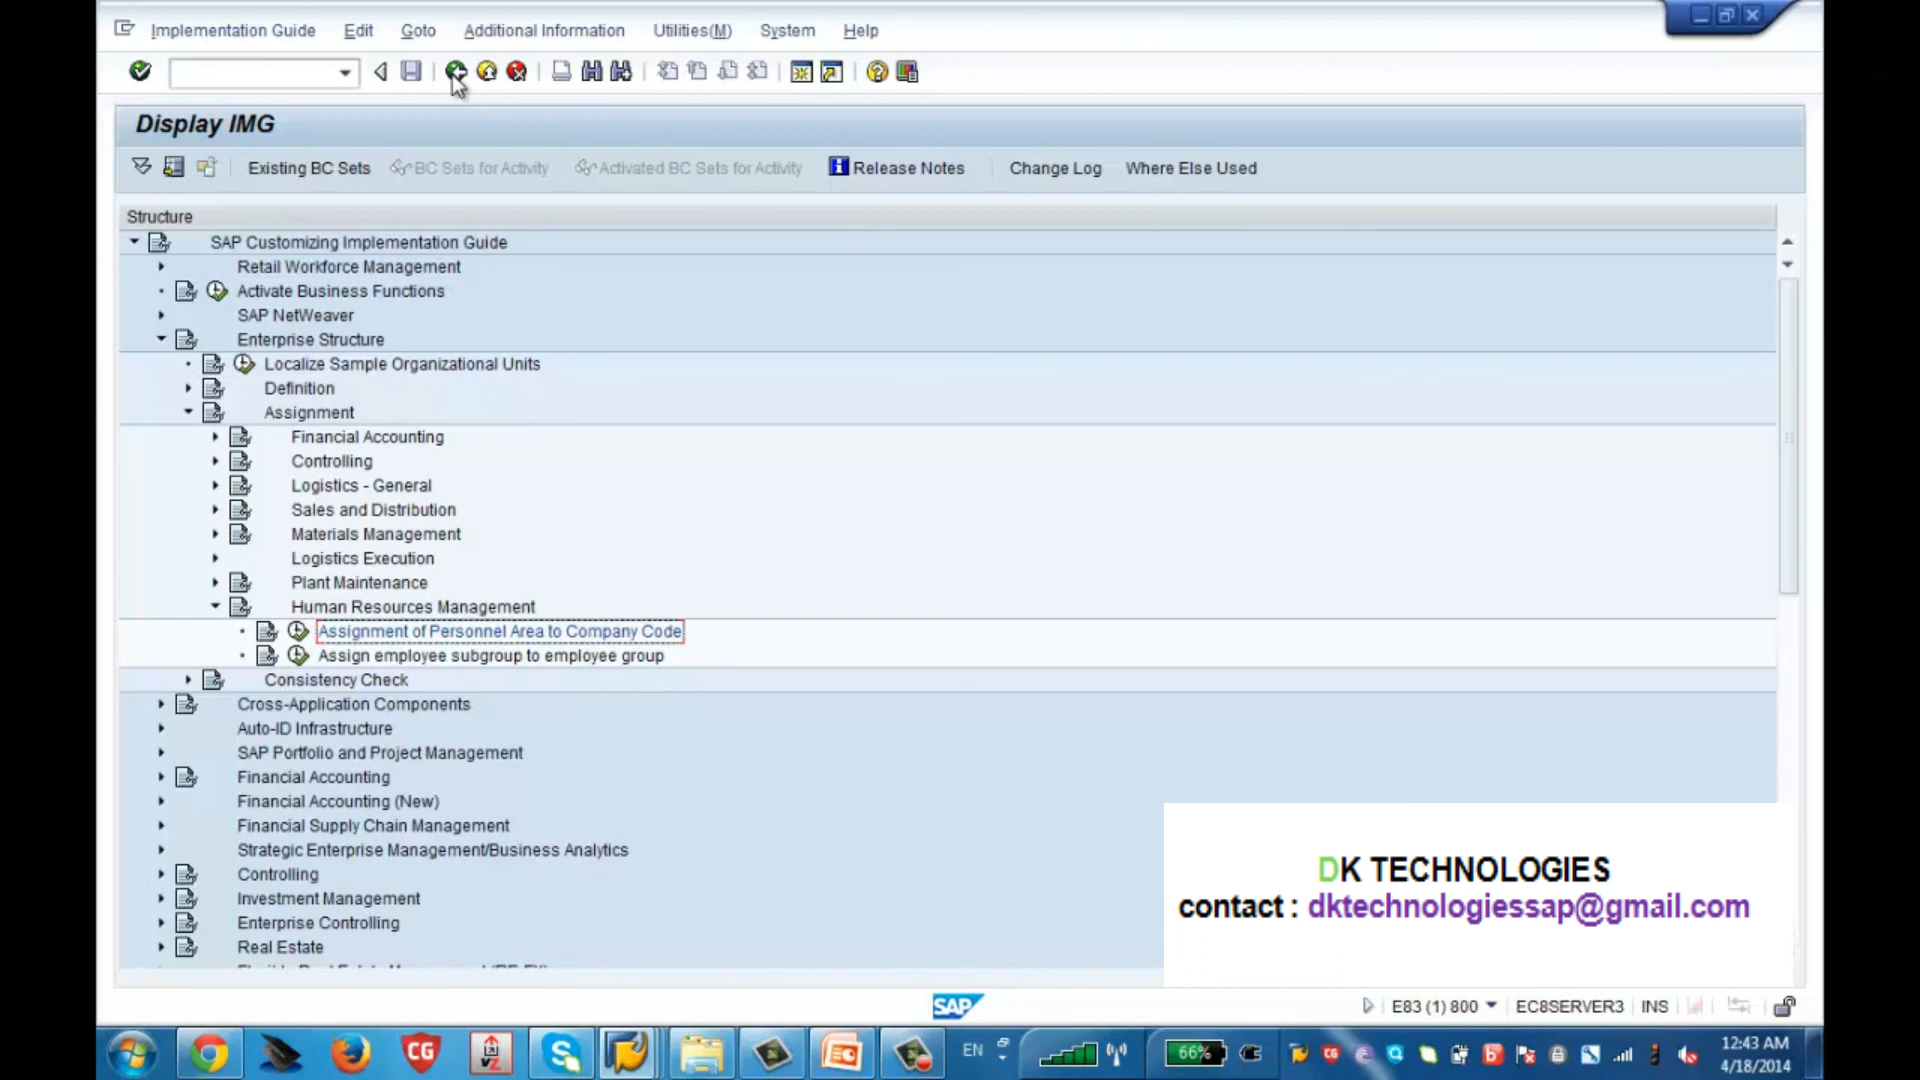 Implementation Guide Edit Goto Additional Information Utilities(M) System Help
Display IMG
Existing BC Sets BC Sets for Activity Activated BC Sets for Activity Release Notes Change Log Where Else Used
Structure
SAP Customizing Implementation Guide
Retail Workforce Management
Activate Business Functions
SAP NetWeaver
Enterprise Structure
Localize Sample Organizational Units
Definition
Assignment
Financial Accounting
Controlling
Logistics - General
Sales and Distribution
Materials Management
Logistics Execution
Plant Maintenance
Human Resources Management
Assignment of Personnel Area to Company Code
Assign employee subgroup to employee group
Consistency Check
Cross-Application Components
Auto-ID Infrastructure
SAP Portfolio and Project Management
Financial Accounting
Financial Accounting (New)
Financial Supply Chain Management
Strategic Enterprise Management/Business Analytics
Controlling
Investment Management
Enterprise Controlling
Real Estate
DK TECHNOLOGIES
contact : dktechnologiessap@gmail.com
SAP E83 (1) 800 EC8SERVER3 INS
EN 66% 12:43 AM
4/18/2014